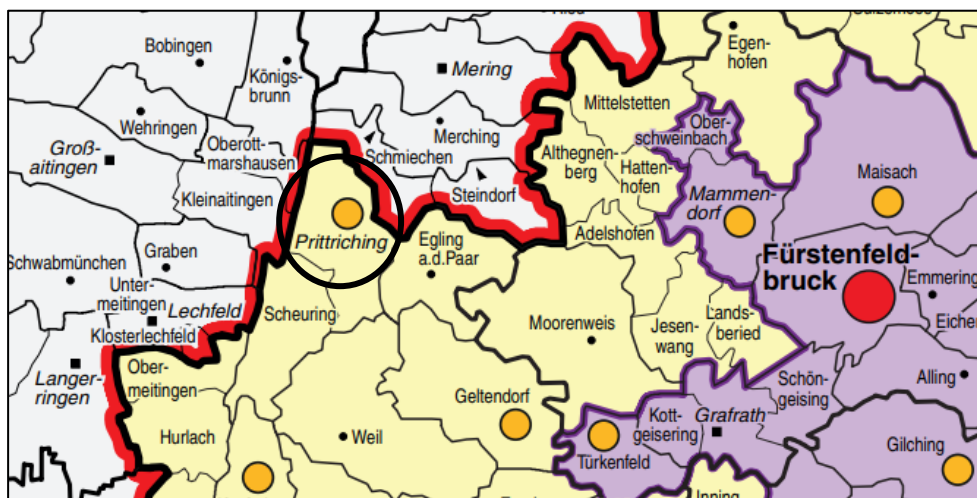 Egen-
hofen
Bobingen
Königs-
brunn
Mering
Mittelstetten
Wehringen
Merching
Ober-
schweinbach
Groß-
aitingen
Oberott-
marshausen
Schmiechen
Althegnen-
berg
Hatten-
hofen
Maisach
Kleinaitingen
Steindorf
Mammen-
dorf
Prittriching
Egling
a.d.Paar
Adelshofen
Fürstenfeld-
bruck
Schwabmünchen
Graben
Emmering
Unter-
meitingen
Lechfeld
Scheuring
Moorenweis
Jesen-
wang
Lands-
beried
Klosterlechfeld
Eichen
Langer-
ringen
Ober-
meitingen
Geltendorf
Schön-
geising
Alling
Hurlach
Weil
Kott-
geisering
Grafrath
Türkenfeld
Gilching